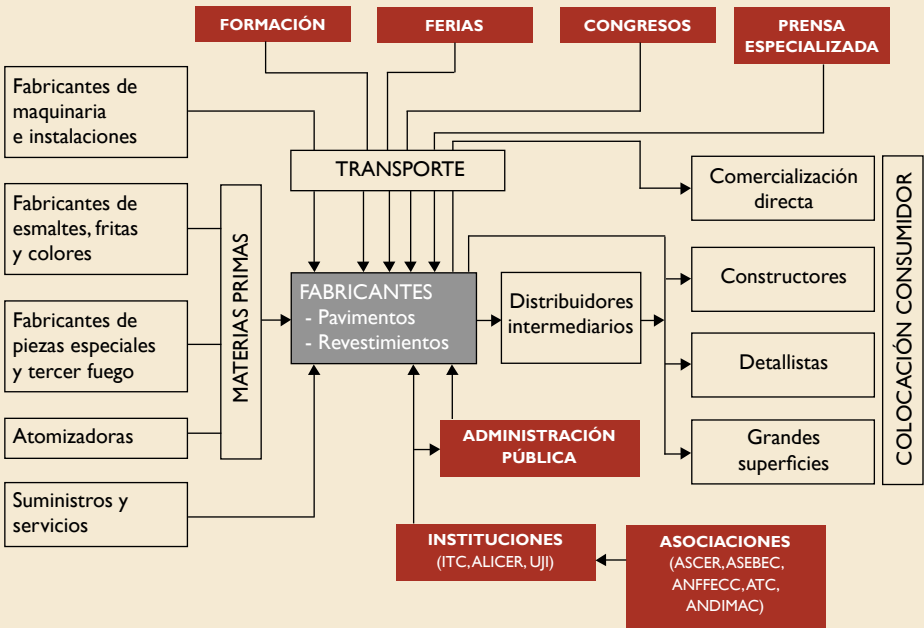 FORMACIÓN
FERIAS
CONGRESOS
PRENSA
ESPECIALIZADA
Fabricantes de
maquinaria
e instalaciones
TRANSPORTE
Comercialización
directa
Fabricantes de
esmaltes, fritas
y colores
MATERIAS PRIMAS
FABRICANTES
- Pavimentos
- Revestimientos
Distribuidores
intermediarios
Constructores
COLOCACIÓN CONSUMIDOR
Fabricantes de
piezas especiales
y tercer fuego
Detallistas
Atomizadoras
ADMINISTRACIÓN
PÚBLICA
Grandes
superficies
Suministros y
servicios
INSTITUCIONES
(ITC, ALICER, UJI)
ASOCIACIONES
(ASCER, ASEBEC,
ANFFECC, ATC,
ANDIMAC)